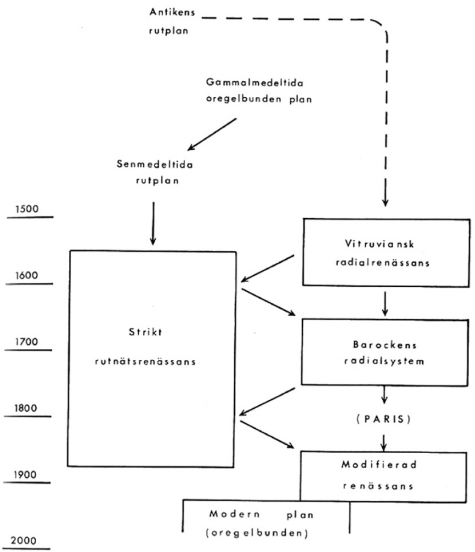 Antikens
rutplan
Gammalmedeltida
oregelbunden plan
Senmedeltida
rutplan
1500
Vitruviansk
radialrenässans
1600
Strikt
rutnätsrenässans
1700
Barockens
radialsystem
1800
(PARIS)
1900
Modifierad
renässans
Modern plan
(oregelbunden)
2000